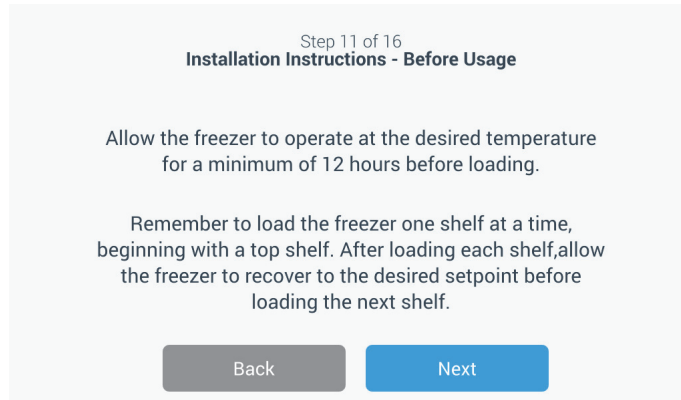 Step 11 of 16
Installation Instructions - Before Usage
Allow the freezer to operate at the desired temperature
for a minimum of 12 hours before loading.
Remember to load the freezer one shelf at a time,
beginning with a top shelf. After loading each shelf,allow
the freezer to recover to the desired setpoint before
loading the next shelf.
Back
Next